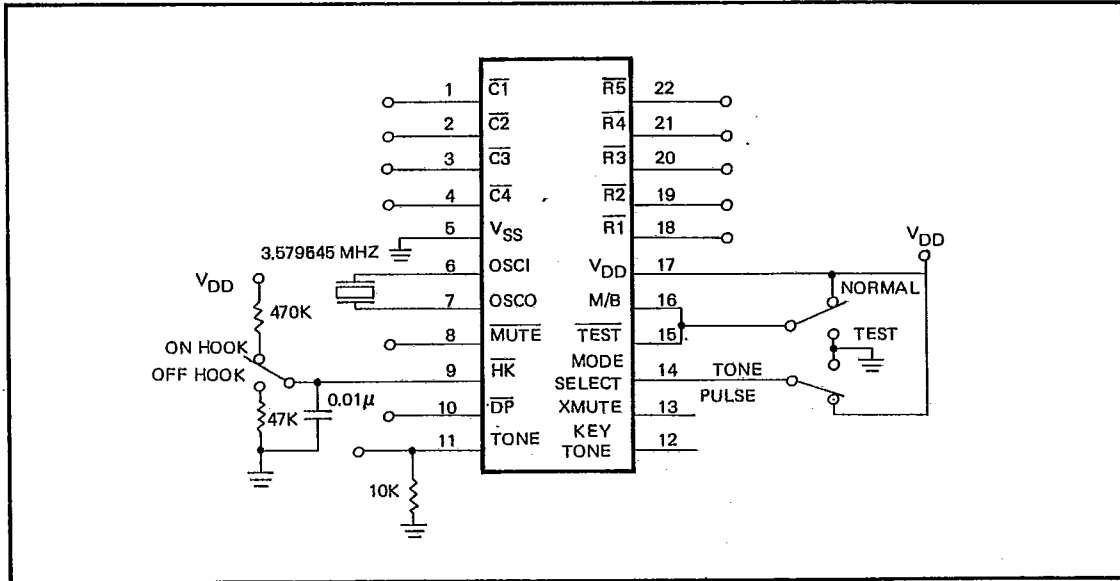 1 C1 R5 22
2 C2 R4 21
3 C3 R3 20
4 C4 R2 19
5 VSS R1 18
3,579545 MHZ
VDD
6 OSCI VDD 17
NORMAL
VDD
470K
7 OSCO M/B 16
8 MUTE TEST 15
TEST
ON HOOK
OFF HOOK
9 HK MODE SELECT 14 TONE
PULSE
47K
0.01μ
10 DP XMUTE 13
11 TONE KEY TONE 12
10K